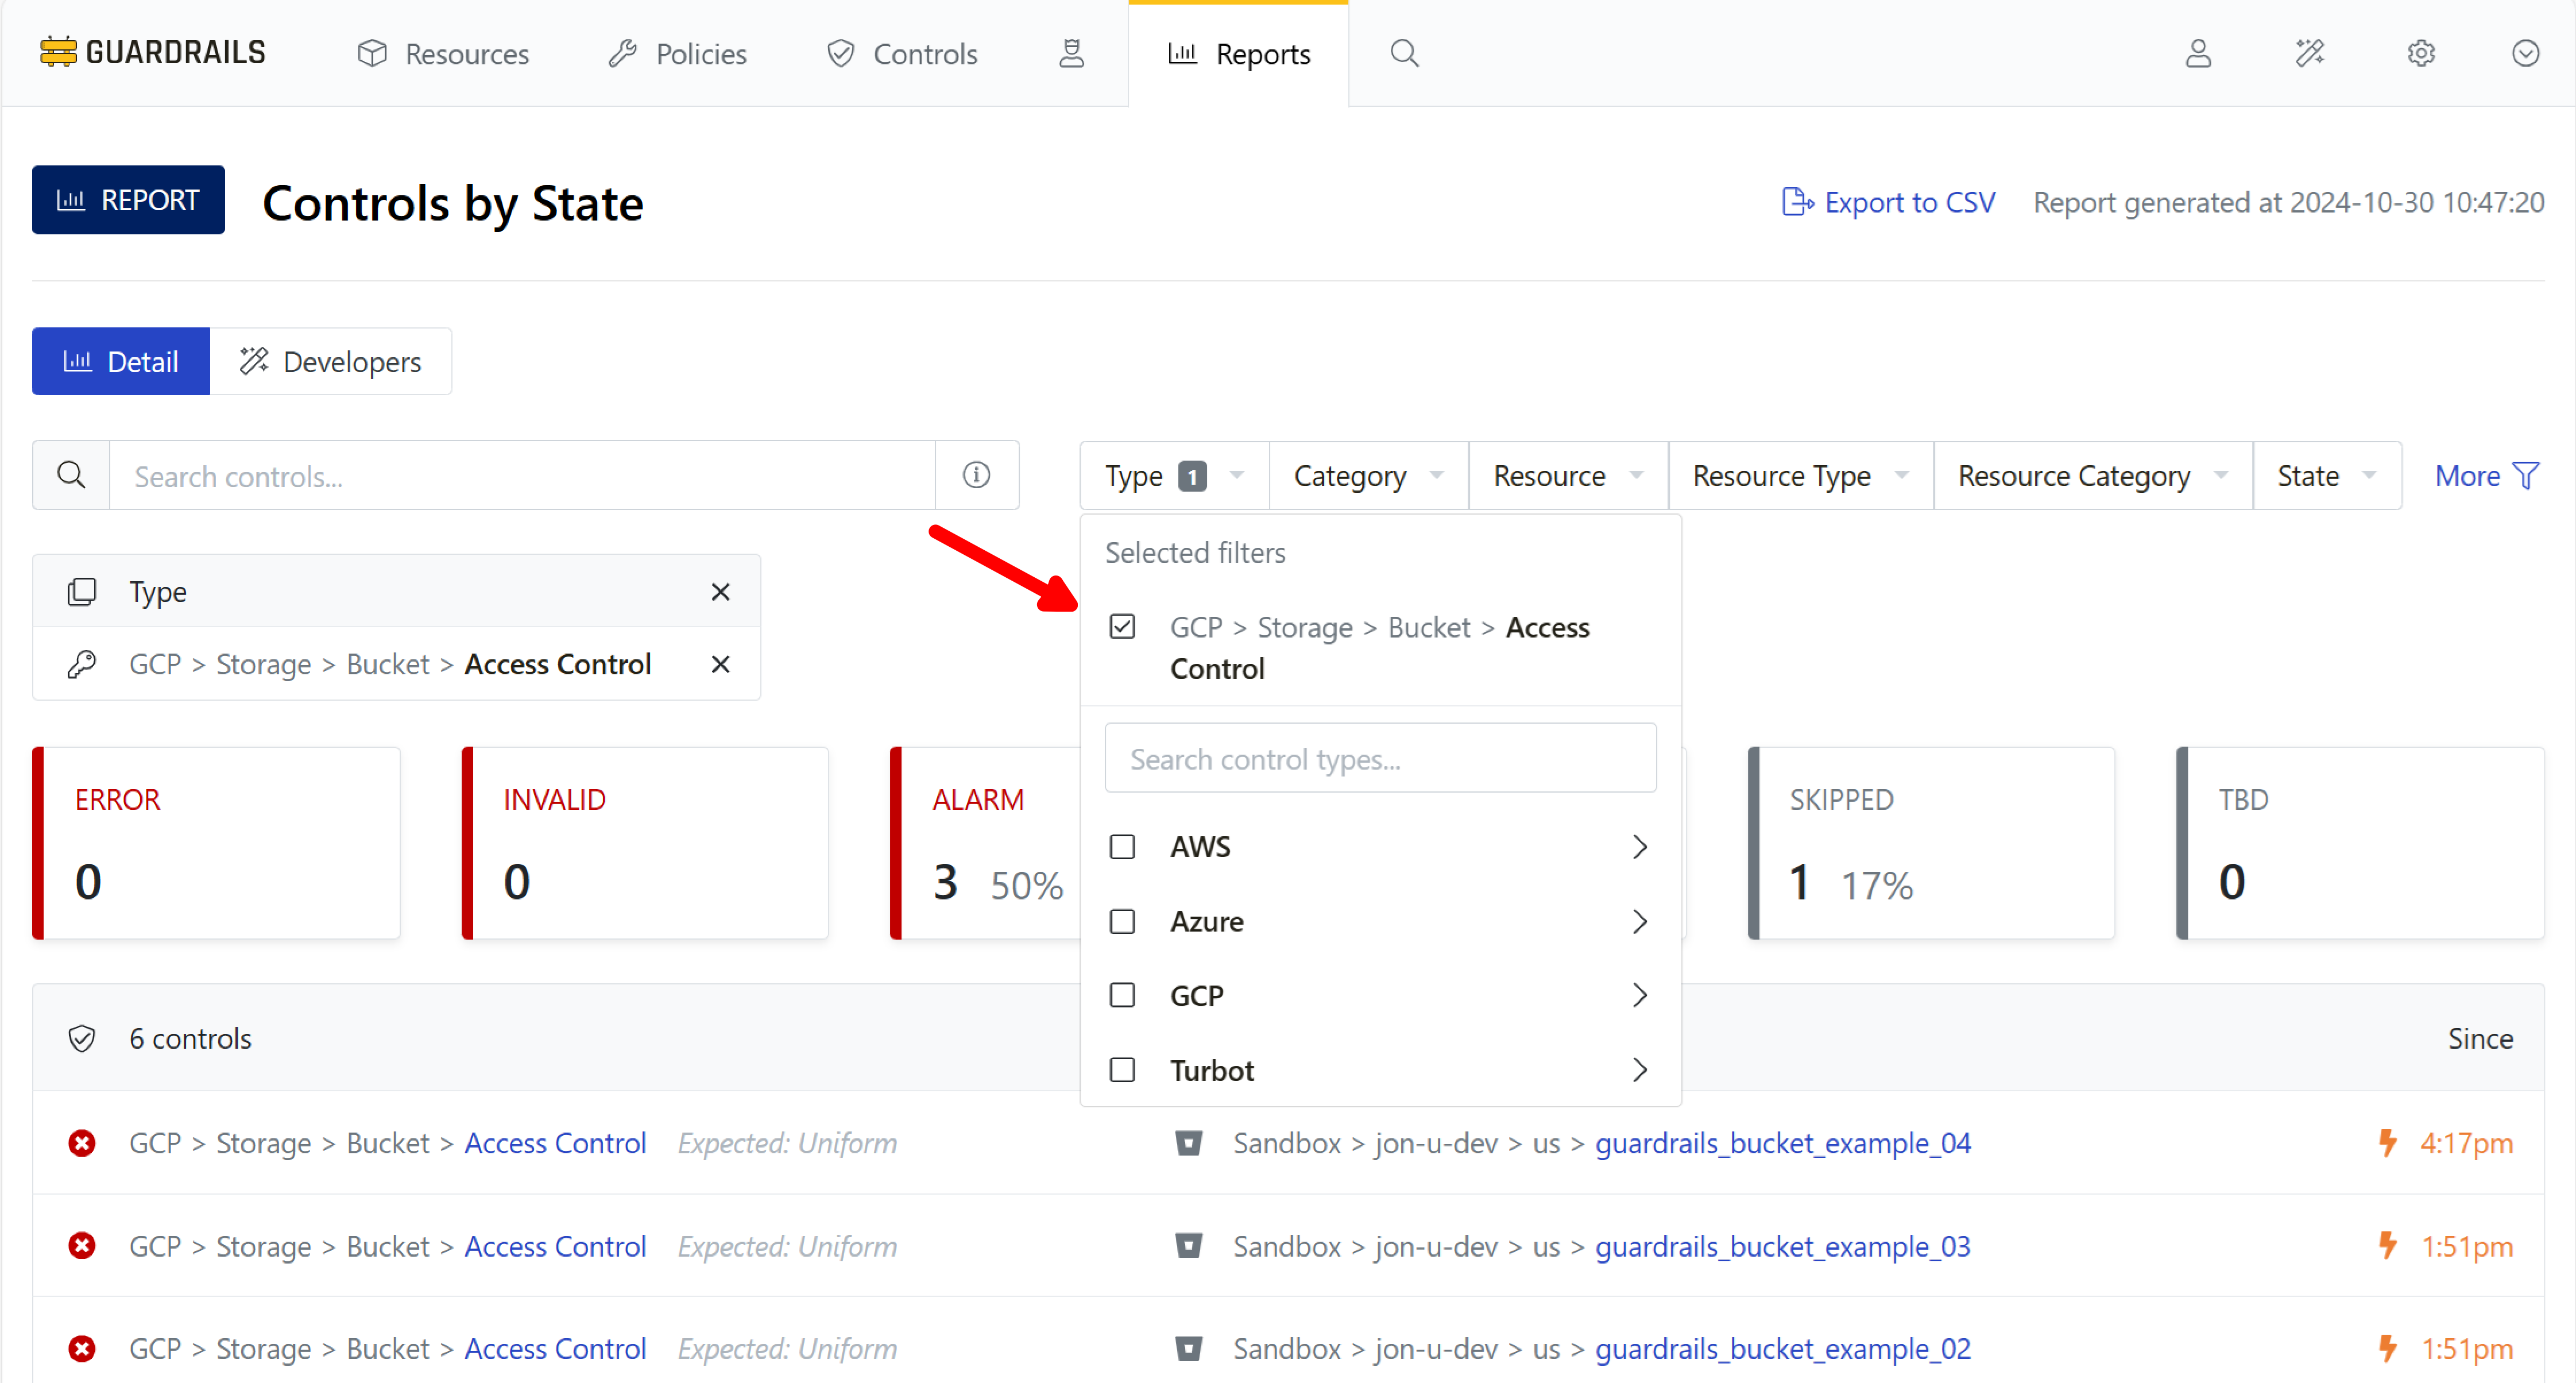 GUARDRAILS Resources Policies Controls Reports
REPORT Controls by State Export to CSV Report generated at 2024-10-30 10:47:20
Detail Developers
Search controls... Type 1 Category Resource Resource Type Resource Category State More
Type
GCP > Storage > Bucket > Access Control
Selected filters
GCP > Storage > Bucket > Access
Control
Search control types...
AWS
Azure
GCP
Turbot
ERROR
0
INVALID
0
ALARM
3 50%
SKIPPED
1 17%
TBD
0
6 controls Since
GCP > Storage > Bucket > Access Control Expected: Uniform Sandbox > jon-u-dev > us > guardrails_bucket_example_04 4:17pm
GCP > Storage > Bucket > Access Control Expected: Uniform Sandbox > jon-u-dev > us > guardrails_bucket_example_03 1:51pm
GCP > Storage > Bucket > Access Control Expected: Uniform Sandbox > jon-u-dev > us > guardrails_bucket_example_02 1:51pm